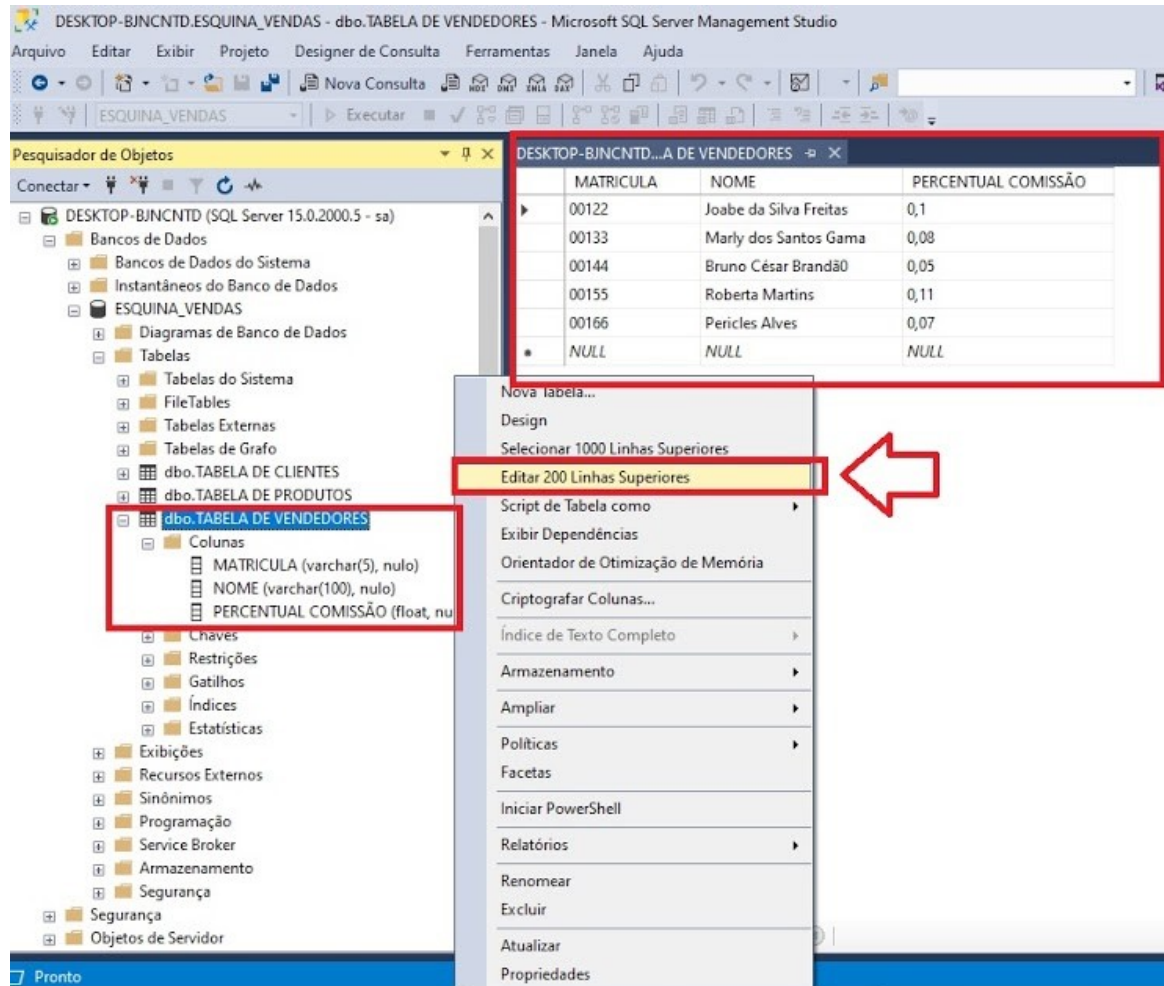 DESKTOP-BJNCNTD.ESQUINA_VENDAS - dbo.TABELA DE VENDEDORES - Microsoft SQL Server Management Studio
Arquivo Editar Exibir Projeto Designer de Consulta Ferramentas Janela Ajuda
Nova Consulta MDX DMX XMLA DAX
ESQUINA_VENDAS Executar
Pesquisador de Objetos
Conectar
DESKTOP-BJNCNTD (SQL Server 15.0.2000.5 - sa)
Bancos de Dados
Bancos de Dados do Sistema
Instantâneos do Banco de Dados
ESQUINA_VENDAS
Diagramas de Banco de Dados
Tabelas
Tabelas do Sistema
FileTables
Tabelas Externas
Tabelas de Grafo
dbo.TABELA DE CLIENTES
dbo.TABELA DE PRODUTOS
dbo.TABELA DE VENDEDORES
Colunas
MATRICULA (varchar(5), nulo)
NOME (varchar(100), nulo)
PERCENTUAL COMISSÃO (float, nu
Chaves
Restrições
Gatilhos
Índices
Estatísticas
Exibições
Recursos Externos
Sinônimos
Programação
Service Broker
Armazenamento
Segurança
Segurança
Objetos de Servidor
Pronto
DESKTOP-BJNCNTD...A DE VENDEDORES
MATRICULA NOME PERCENTUAL COMISSÃO
00122 Joabe da Silva Freitas 0,1
00133 Marly dos Santos Gama 0,08
00144 Bruno César Brandã0 0,05
00155 Roberta Martins 0,11
00166 Pericles Alves 0,07
NULL NULL NULL
Nova Tabela...
Design
Selecionar 1000 Linhas Superiores
Editar 200 Linhas Superiores
Script de Tabela como
Exibir Dependências
Orientador de Otimização de Memória
Criptografar Colunas...
Índice de Texto Completo
Armazenamento
Ampliar
Políticas
Facetas
Iniciar PowerShell
Relatórios
Renomear
Excluir
Atualizar
Propriedades